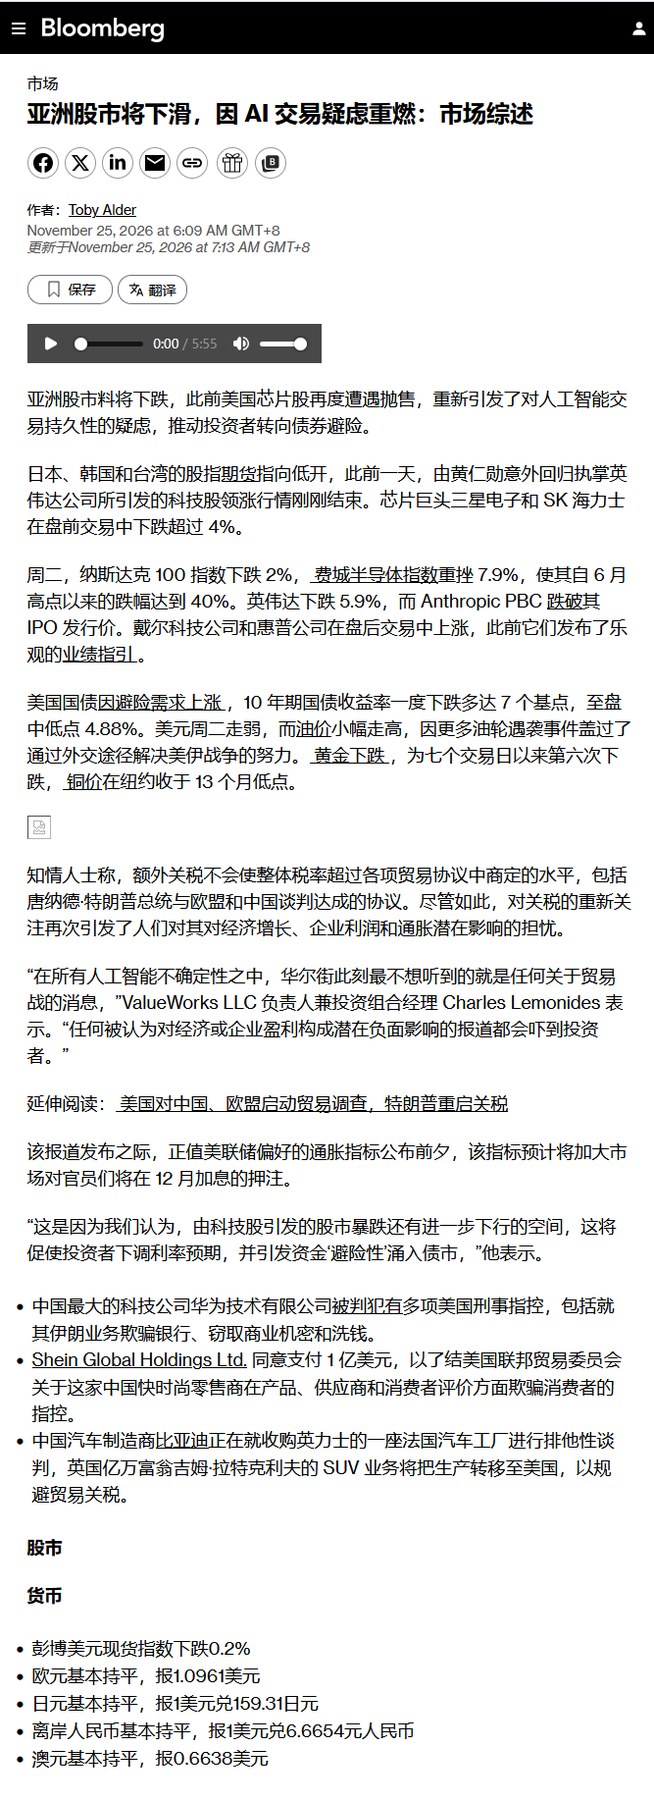 Bloomberg
市场
亚洲股市将下滑，因 AI 交易疑虑重燃：市场综述
作者：Toby Alder
November 25, 2026 at 6:09 AM GMT+8
更新于November 25, 2026 at 7:13 AM GMT+8
保存 翻译
0:00 / 5:55
亚洲股市料将下跌，此前美国芯片股再度遭遇抛售，重新引发了对人工智能交
易持久性的疑虑，推动投资者转向债券避险。
日本、韩国和台湾的股指期货指向低开，此前一天，由黄仁勋意外回归执掌英
伟达公司所引发的科技股领涨行情刚刚结束。芯片巨头三星电子和 SK 海力士
在盘前交易中下跌超过 4%。
周二，纳斯达克 100 指数下跌 2%，费城半导体指数重挫 7.9%，使其自 6 月
高点以来的跌幅达到 40%。英伟达下跌 5.9%，而 Anthropic PBC 跌破其
IPO 发行价。戴尔科技公司和惠普公司在盘后交易中上涨，此前它们发布了乐
观的业绩指引。
美国国债因避险需求上涨，10 年期国债收益率一度下跌多达 7 个基点，至盘
中低点 4.88%。美元周二走弱，而油价小幅走高，因更多油轮遇袭事件盖过了
通过外交途径解决美伊战争的努力。黄金下跌，为七个交易日以来第六次下
跌，铜价在纽约收于 13 个月低点。
知情人士称，额外关税不会使整体税率超过各项贸易协议中商定的水平，包括
唐纳德·特朗普总统与欧盟和中国谈判达成的协议。尽管如此，对关税的重新关
注再次引发了人们对其对经济增长、企业利润和通胀潜在影响的担忧。
“在所有人工智能不确定性之中，华尔街此刻最不想听到的就是任何关于贸易
战的消息，”ValueWorks LLC 负责人兼投资组合经理 Charles Lemonides 表
示。“任何被认为对经济或企业盈利构成潜在负面影响的报道都会吓到投资
者。”
延伸阅读：美国对中国、欧盟启动贸易调查，特朗普重启关税
该报道发布之际，正值美联储偏好的通胀指标公布前夕，该指标预计将加大市
场对官员们将在 12 月加息的押注。
“这是因为我们认为，由科技股引发的股市暴跌还有进一步下行的空间，这将
促使投资者下调利率预期，并引发资金‘避险性’涌入债市，”他表示。
• 中国最大的科技公司华为技术有限公司被判犯有多项美国刑事指控，包括就
其伊朗业务欺骗银行、窃取商业机密和洗钱。
• Shein Global Holdings Ltd. 同意支付 1 亿美元，以了结美国联邦贸易委员会
关于这家中国快时尚零售商在产品、供应商和消费者评价方面欺骗消费者的
指控。
• 中国汽车制造商比亚迪正在就收购英力士的一座法国汽车工厂进行排他性谈
判，英国亿万富翁吉姆·拉特克利夫的 SUV 业务将把生产转移至美国，以规
避贸易关税。
股市
货币
• 彭博美元现货指数下跌0.2%
• 欧元基本持平，报1.0961美元
• 日元基本持平，报1美元兑159.31日元
• 离岸人民币基本持平，报1美元兑6.6654元人民币
• 澳元基本持平，报0.6638美元